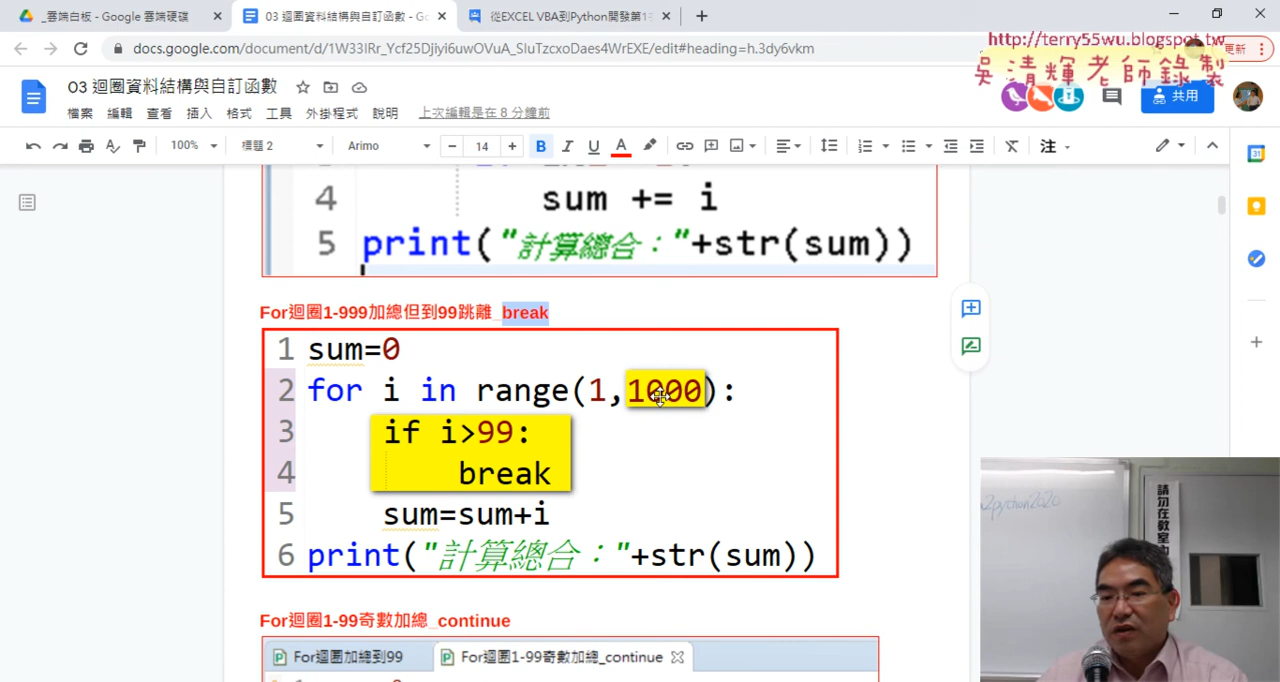 _雲端白板 - Google 雲端硬碟
03 迴圈資料結構與自訂函數 - Go
從EXCEL VBA到Python開發第1
docs.google.com/document/d/1W33IRr_Ycf25Djiyi6uwOVuA_SIuTzcxoDaes4WrEXE/edit#heading=h.3dy6vkm
更新
http://terry55wu.blogspot.tw
吳清輝老師錄製
03 迴圈資料結構與自訂函數
檔案 編輯 查看 插入 格式 工具 外掛程式 說明 上次編輯是在 8 分鐘前
共用
100% 標題 2 Arimo 14 B I U A 注
4 sum += i
5 print("計算總合："+str(sum))
For迴圈1-999加總但到99跳離_break
1 sum=0
2 for i in range(1,1000):
3 if i>99:
4 break
5 sum=sum+i
6 print("計算總合："+str(sum))
For迴圈1-99奇數加總_continue
For迴圈加總到99 For迴圈1-99奇數加總_continue